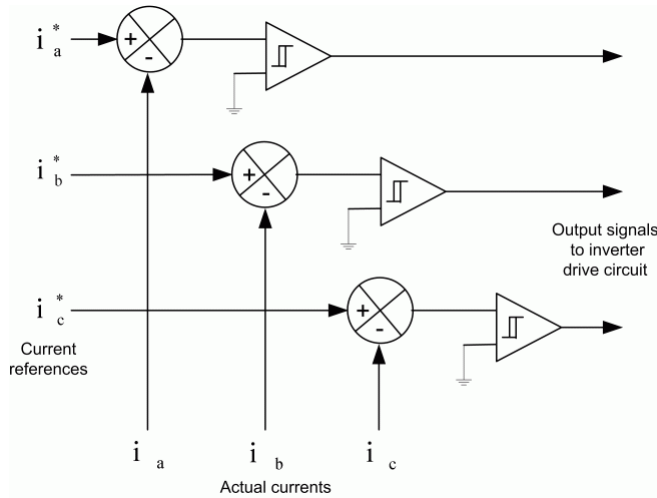 i*a
+
-
i*b
+
-
Output signals
to inverter
drive circuit
i*c
+
-
Current
references
i a
i b
i c
Actual currents